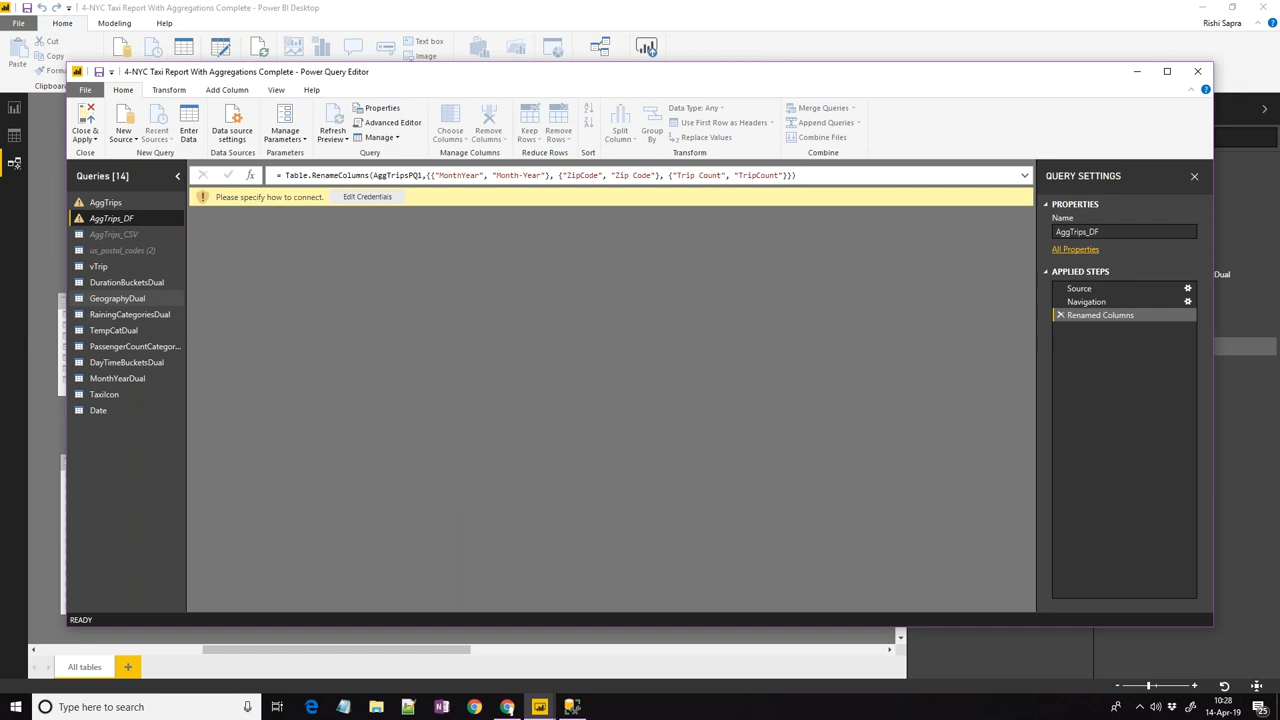 4-NYC Taxi Report With Aggregations Complete - Power BI Desktop
File
Home
Modeling
Help
Rishi Sapra
Paste
Cut
Copy
Clipboard
Text box
Image
4-NYC Taxi Report With Aggregations Complete - Power Query Editor
File
Home
Transform
Add Column
View
Help
Close &
Apply
New
Source
Recent
Sources
Enter
Data
Data source
settings
Manage
Parameters
Refresh
Preview
Properties
Advanced Editor
Manage
Choose
Columns
Remove
Columns
Keep
Rows
Remove
Rows
Split
Column
Group
By
Data Type: Any
Use First Row as Headers
Replace Values
Merge Queries
Append Queries
Combine Files
Close
New Query
Data Sources
Parameters
Query
Manage Columns
Reduce Rows
Sort
Transform
Combine
Queries [14]
= Table.RenameColumns(AggTripsPQ1,{{"MonthYear", "Month-Year"}, {"ZipCode", "Zip Code"}, {"Trip Count", "TripCount"}})
Please specify how to connect.
Edit Credentials
AggTrips
AggTrips_DF
AggTrips_CSV
us_postal_codes (2)
vTrip
DurationBucketsDual
GeographyDual
RainingCategoriesDual
TempCatDual
PassengerCountCategor...
DayTimeBucketsDual
MonthYearDual
TaxiIcon
Date
QUERY SETTINGS
PROPERTIES
Name
AggTrips_DF
All Properties
APPLIED STEPS
Source
Navigation
Renamed Columns
READY
All tables
Type here to search
10:28
14-Apr-19